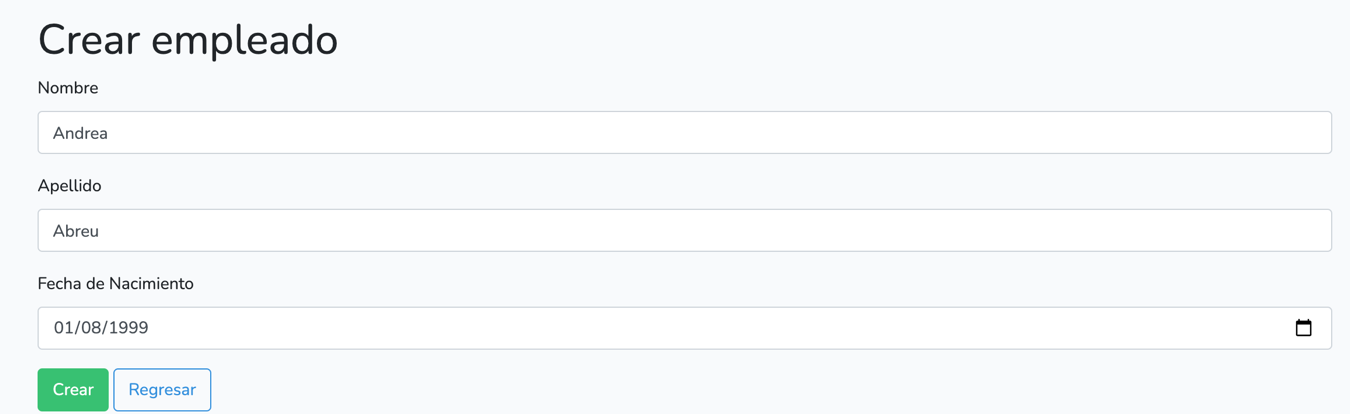 Crear empleado
Nombre
Andrea
Apellido
Abreu
Fecha de Nacimiento
01/08/1999
Crear Regresar